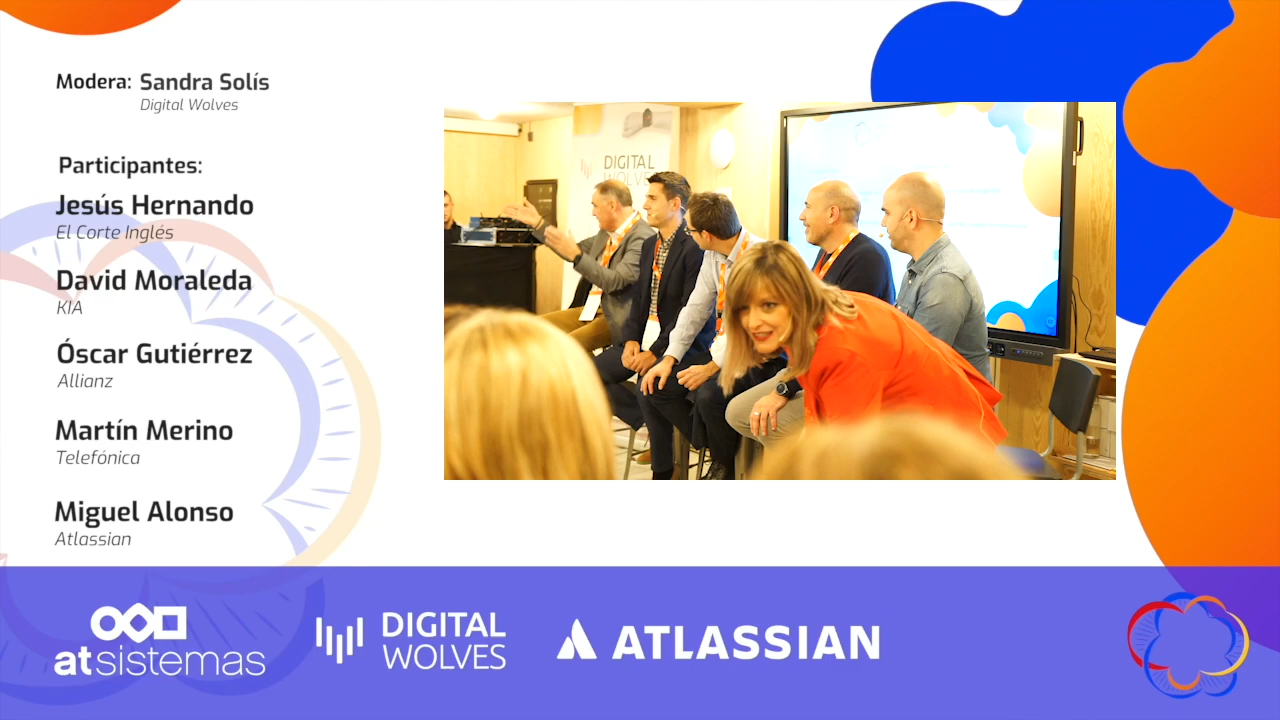 Modera: Sandra Solís
Digital Wolves
Participantes:
Jesús Hernando
El Corte Inglés
David Moraleda
KIA
Óscar Gutiérrez
Allianz
Martín Merino
Telefónica
Miguel Alonso
Atlassian
DIGITAL
WOLVES
atsistemas
DIGITAL
WOLVES
ATLASSIAN